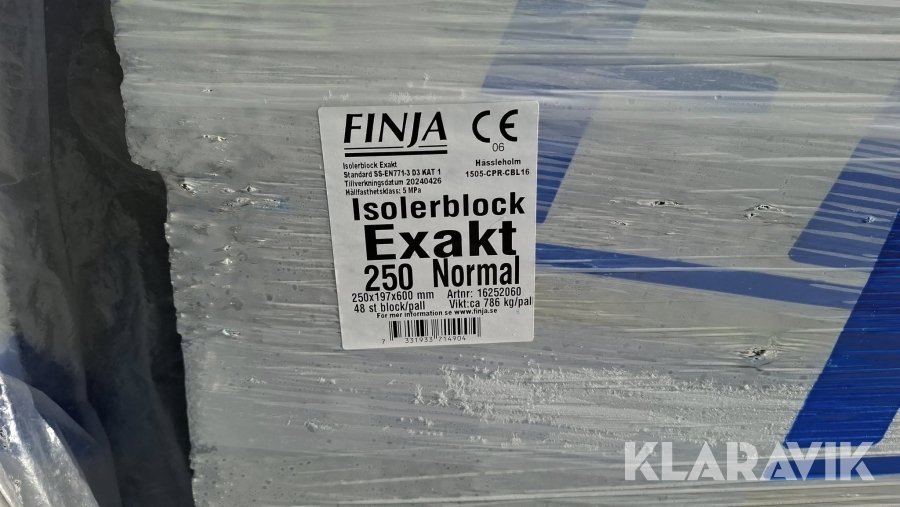 FINJA CE
06
Isolerblock Exakt Hässleholm
Standard SS-EN771-3 D3 KAT 1 1505-CPR-CBL16
Tillverkningsdatum 20240426
Hållfasthetsklass: 5 MPa
Isolerblock
Exakt
250 Normal
250x197x600 mm Artnr: 16252060
48 st block/pall Vikt:ca 786 kg/pal
För mer information se www.finja.se
7 331933 714904
KLARAVIK